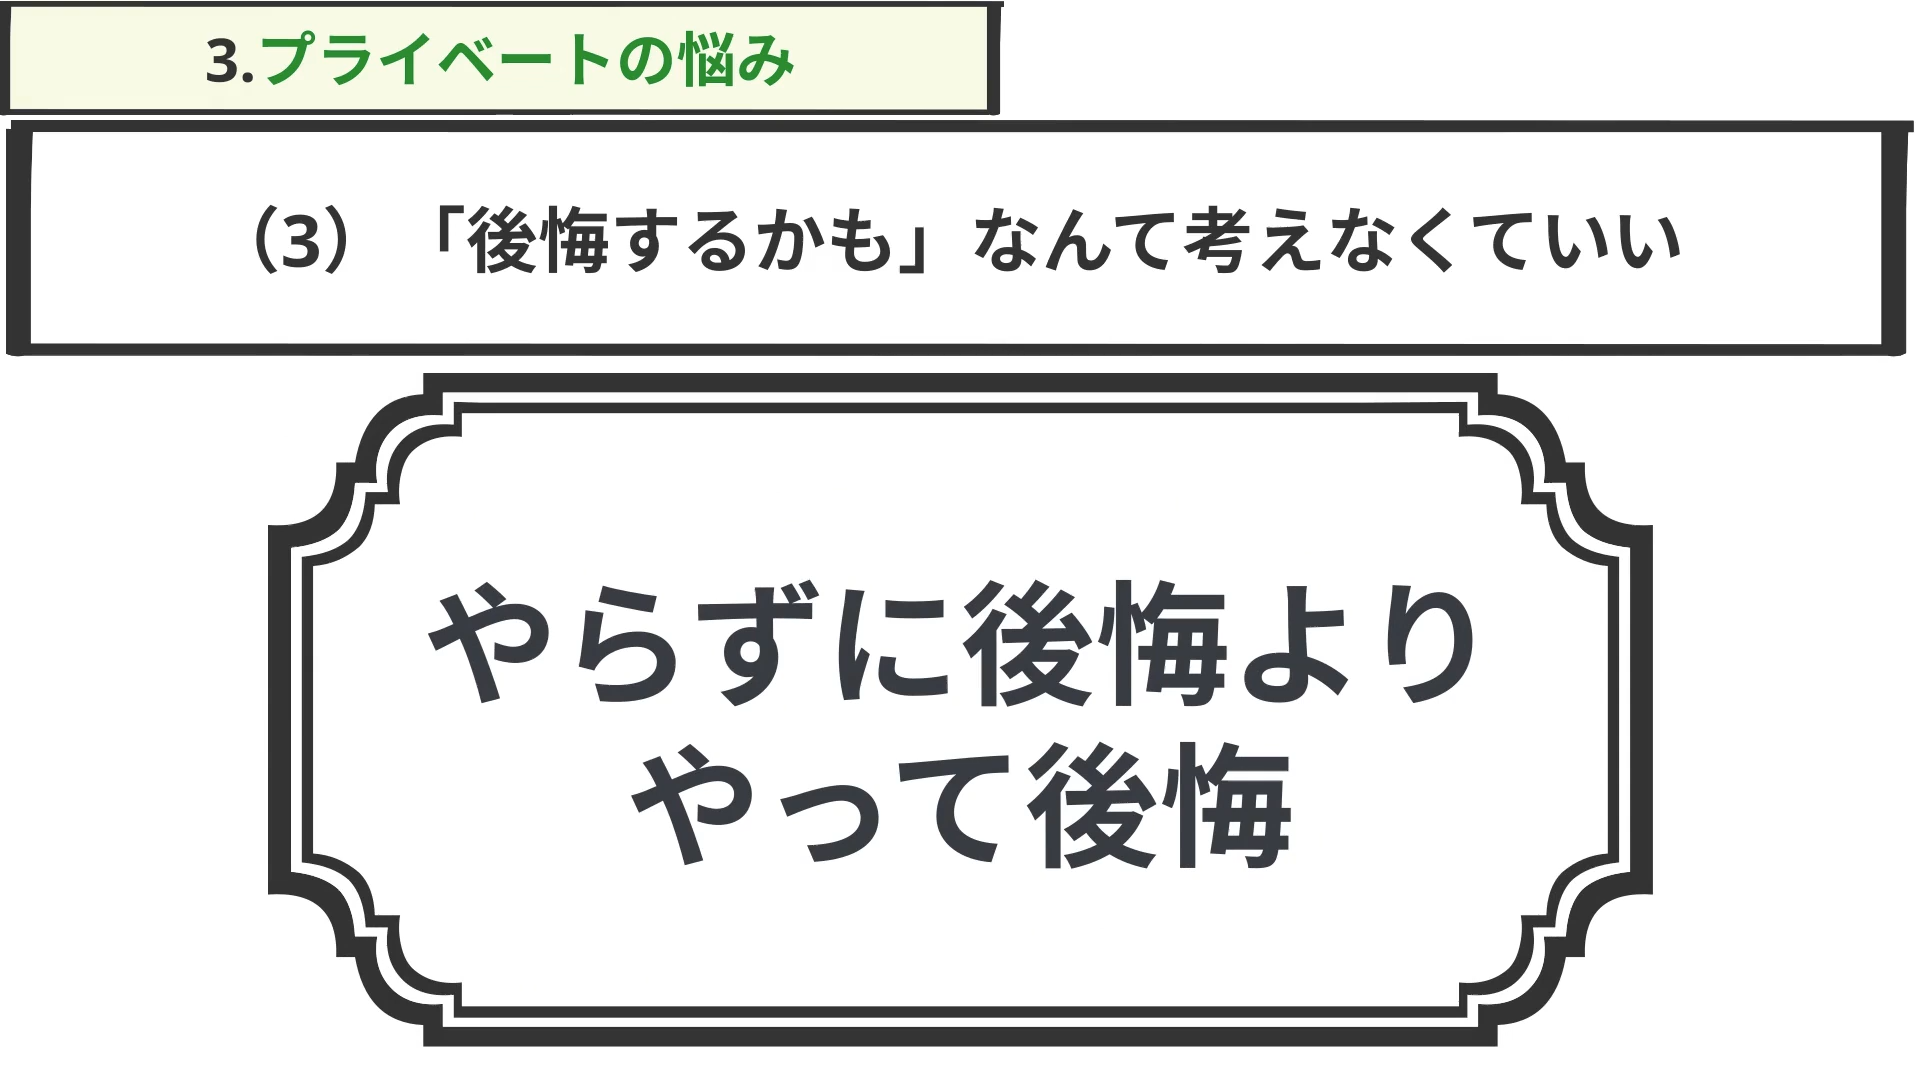 3.プライベートの悩み
（3）「後悔するかも」なんて考えなくていい
やらずに後悔より
やって後悔